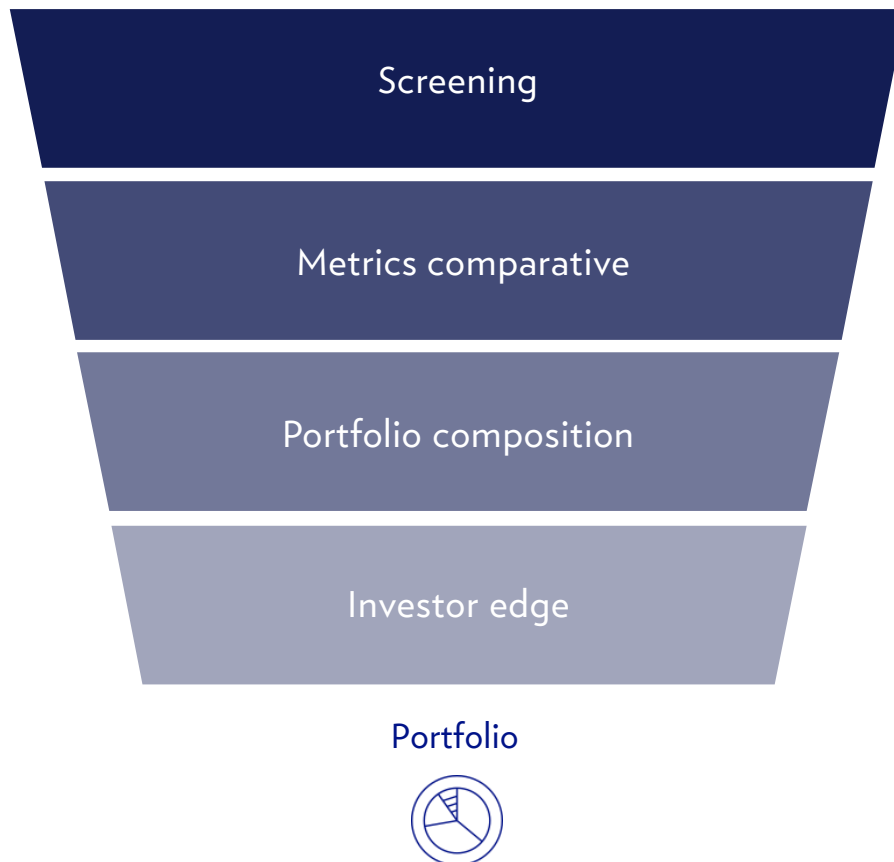 Screening
Metrics comparative
Portfolio composition
Investor edge
Portfolio